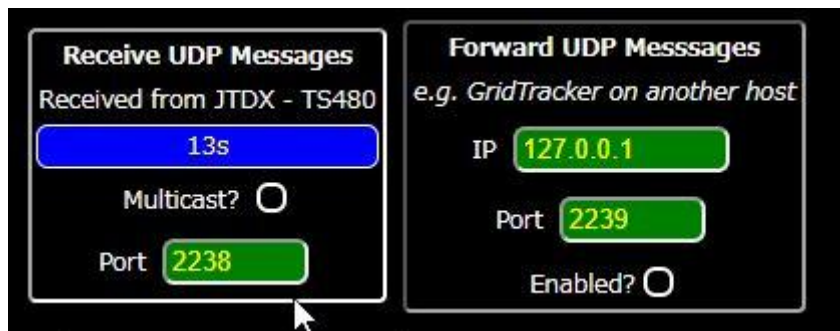 Receive UDP Messages
Received from JTDX - TS480
13s
Multicast?
Port 2238
Forward UDP Messsages
e.g. GridTracker on another host
IP 127.0.0.1
Port 2239
Enabled?